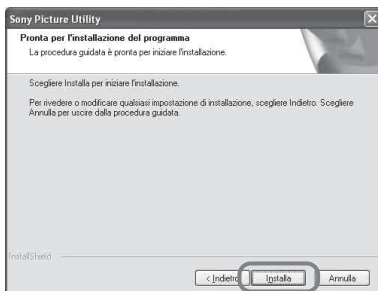 Sony Picture Utility
Pronta per l'installazione del programma
La procedura guidata è pronta per iniziare l'installazione.
Scegliere Installa per iniziare l'installazione.
Per rivedere o modificare qualsiasi impostazione di installazione, scegliere Indietro. Scegliere
Annulla per uscire dalla procedura guidata.
InstallShield
< Indietro Installa Annulla